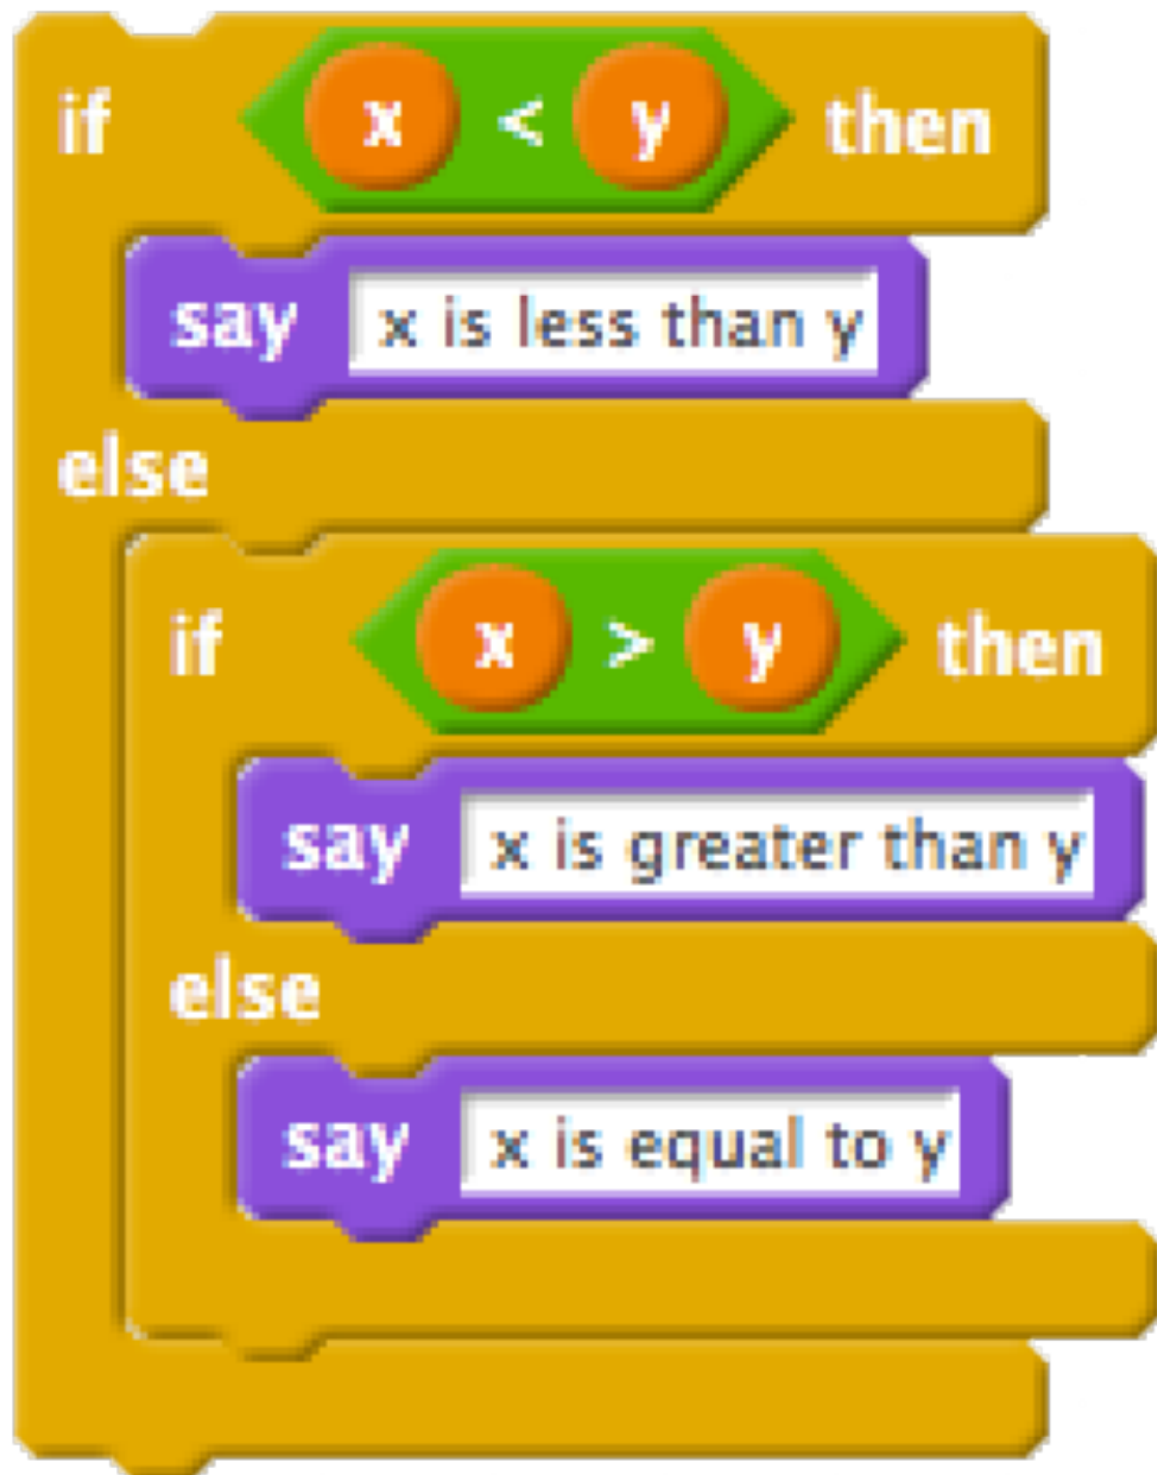 if x < y then
say x is less than y
else
if x > y then
say x is greater than y
else
say x is equal to y